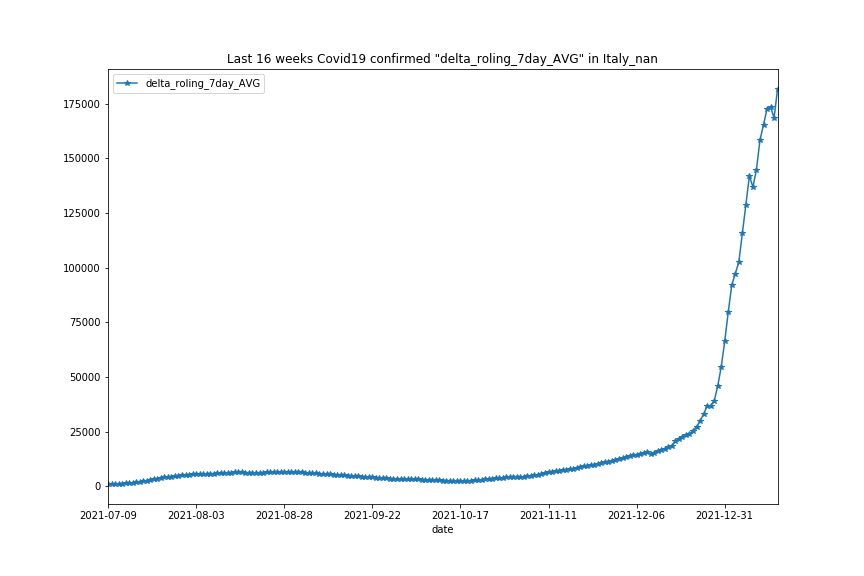 Last 16 weeks Covid19 confirmed "delta_roling_7day_AVG" in Italy_nan
delta_roling_7day_AVG
175000
150000
125000
100000
75000
50000
25000
0
2021-07-09 2021-08-03 2021-08-28 2021-09-22 2021-10-17 2021-11-11 2021-12-06 2021-12-31
date